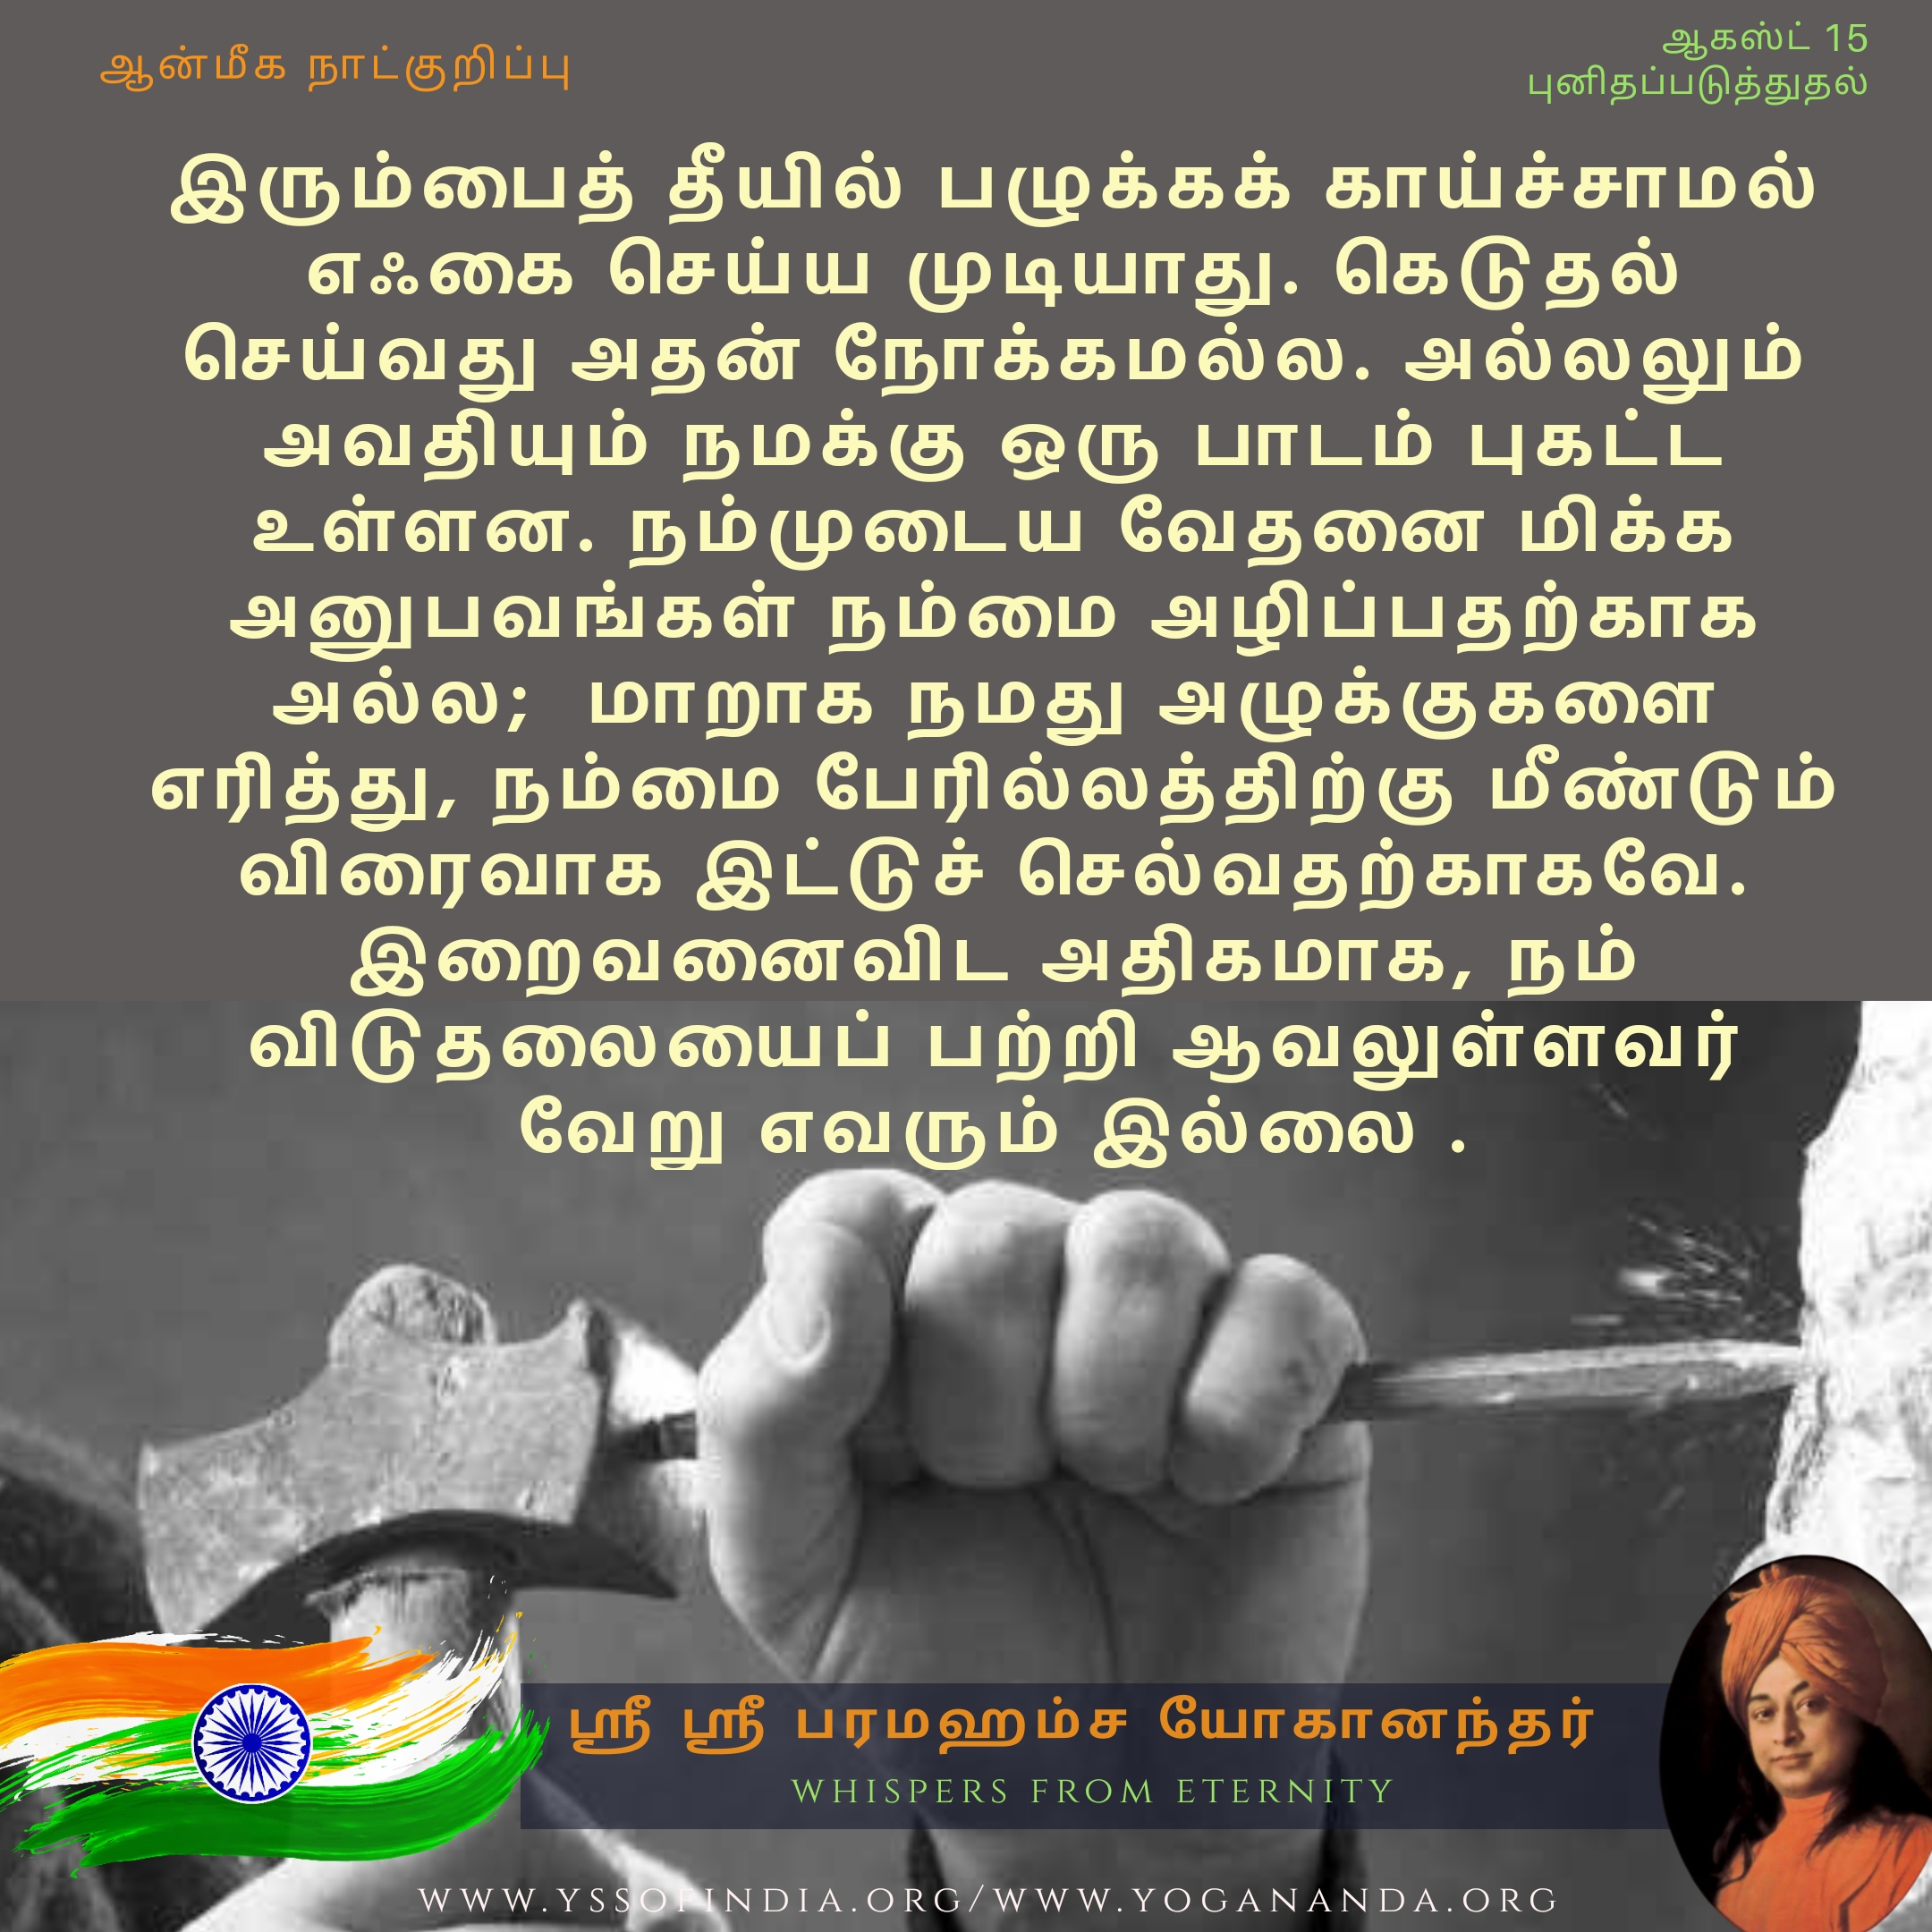 ஆன்மீக நாட்குறிப்பு
ஆகஸ்ட் 15
புனிதப்படுத்துதல்
இரும்பைத் தீயில் பழுக்கக் காய்ச்சாமல்
எஃகை செய்ய முடியாது. கெடுதல்
செய்வது அதன் நோக்கமல்ல. அல்லலும்
அவதியும் நமக்கு ஒரு பாடம் புகட்ட
உள்ளன. நம்முடைய வேதனை மிக்க
அனுபவங்கள் நம்மை அழிப்பதற்காக
அல்ல; மாறாக நமது அழுக்குகளை
எரித்து, நம்மை பேரில்லத்திற்கு மீண்டும்
விரைவாக இட்டுச் செல்வதற்காகவே.
இறைவனைவிட அதிகமாக, நம்
விடுதலையைப் பற்றி ஆவலுள்ளவர்
வேறு எவரும் இல்லை .
ஸ்ரீ ஸ்ரீ பரமஹம்ச யோகானந்தர்
WHISPERS FROM ETERNITY
WWW.YSSOFINDIA.ORG/WWW.YOGANANDA.ORG